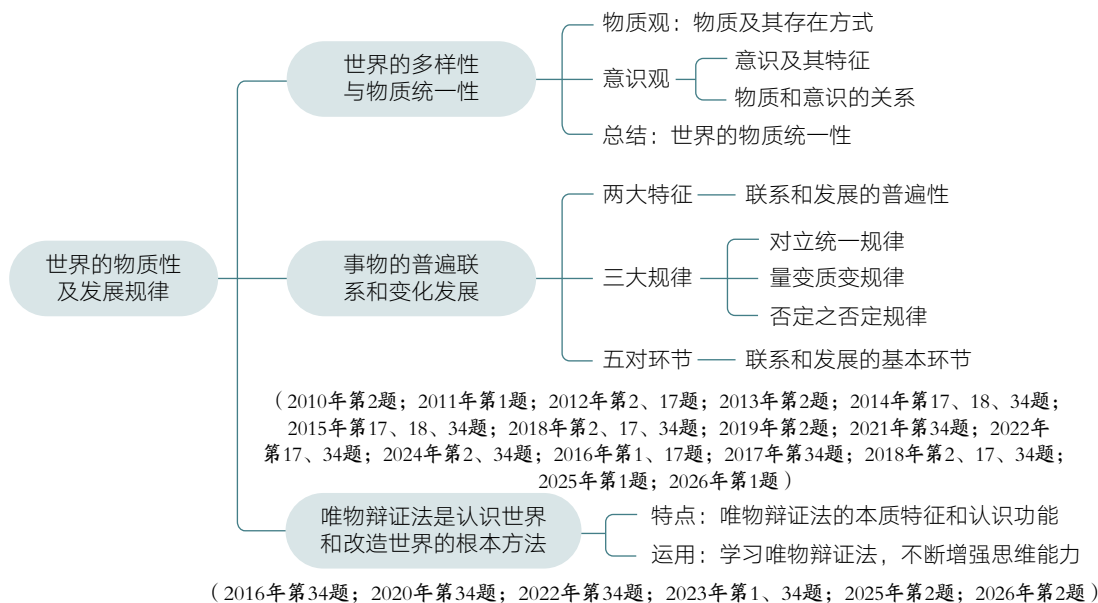 世界的物质性
及发展规律
世界的多样性
与物质统一性
物质观：物质及其存在方式
意识观
意识及其特征
物质和意识的关系
总结：世界的物质统一性
事物的普遍联
系和变化发展
两大特征
联系和发展的普遍性
三大规律
对立统一规律
量变质变规律
否定之否定规律
五对环节
联系和发展的基本环节
（2010年第2题；2011年第1题；2012年第2、17题；2013年第2题；2014年第17、18、34题；
2015年第17、18、34题；2018年第2、17、34题；2019年第2题；2021年第34题；2022年
第17、34题；2024年第2、34题；2016年第1、17题；2017年第34题；2018年第2、17、34题；
2025年第1题；2026年第1题）
唯物辩证法是认识世界
和改造世界的根本方法
特点：唯物辩证法的本质特征和认识功能
运用：学习唯物辩证法，不断增强思维能力
（2016年第34题；2020年第34题；2022年第34题；2023年第1、34题；2025年第2题；2026年第2题）